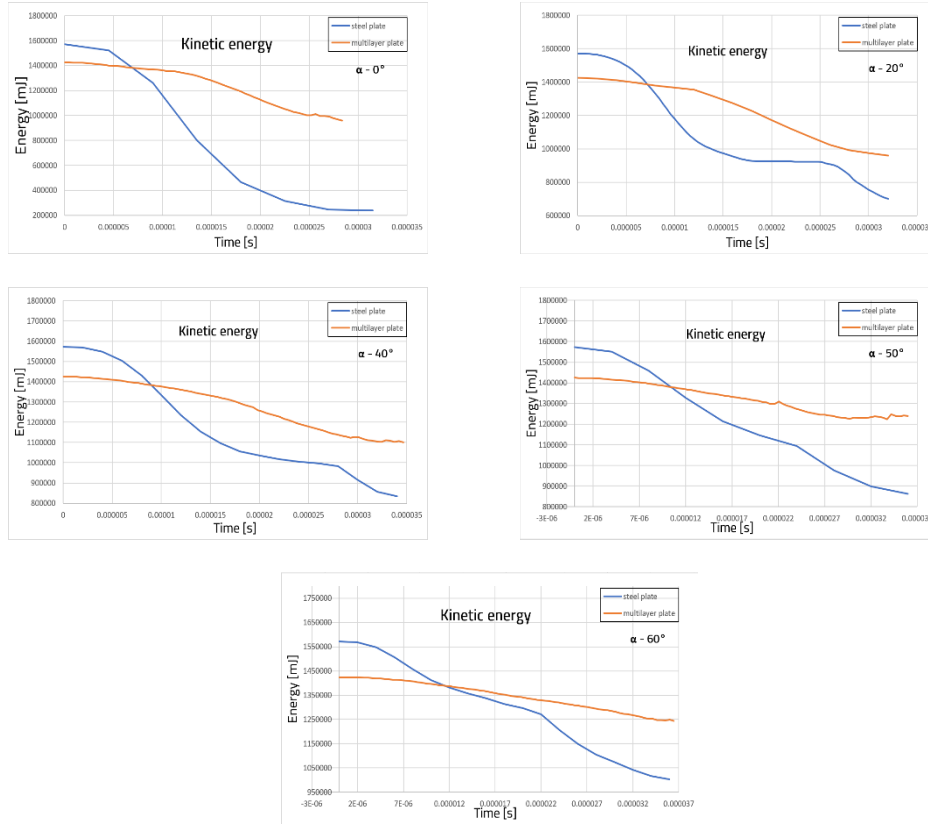 1800000
1600000
1400000
1200000
1000000
800000
600000
400000
200000
Energy [mJ]
Kinetic energy
steel plate
multilayer plate
α - 0°
0 0.000005 0.00001 0.000015 0.00002 0.000025 0.00003 0.000035
Time [s]
1800000
1600000
1400000
1200000
1000000
800000
600000
Energy [mJ]
Kinetic energy
steel plate
multilayer plate
α - 20°
0 0.000005 0.00001 0.000015 0.00002 0.000025 0.00003
Time [s]
1800000
1700000
1600000
1500000
1400000
1300000
1200000
1100000
1000000
900000
800000
Energy [mJ]
Kinetic energy
steel plate
multilayer plate
α - 40°
0 0.000005 0.00001 0.000015 0.00002 0.000025 0.00003 0.000035
Time [s]
1800000
1700000
1600000
1500000
1400000
1300000
1200000
1100000
1000000
900000
800000
Energy [mJ]
Kinetic energy
steel plate
multilayer plate
α - 50°
-3E-06 2E-06 7E-06 0.000012 0.000017 0.000022 0.000027 0.000032
Time [s]
1750000
1550000
1350000
1150000
950000
Energy [mJ]
Kinetic energy
steel plate
multilayer plate
α - 60°
-3E-06 2E-06 7E-06 0.000012 0.000017 0.000022 0.000027 0.000032 0.000037
Time [s]